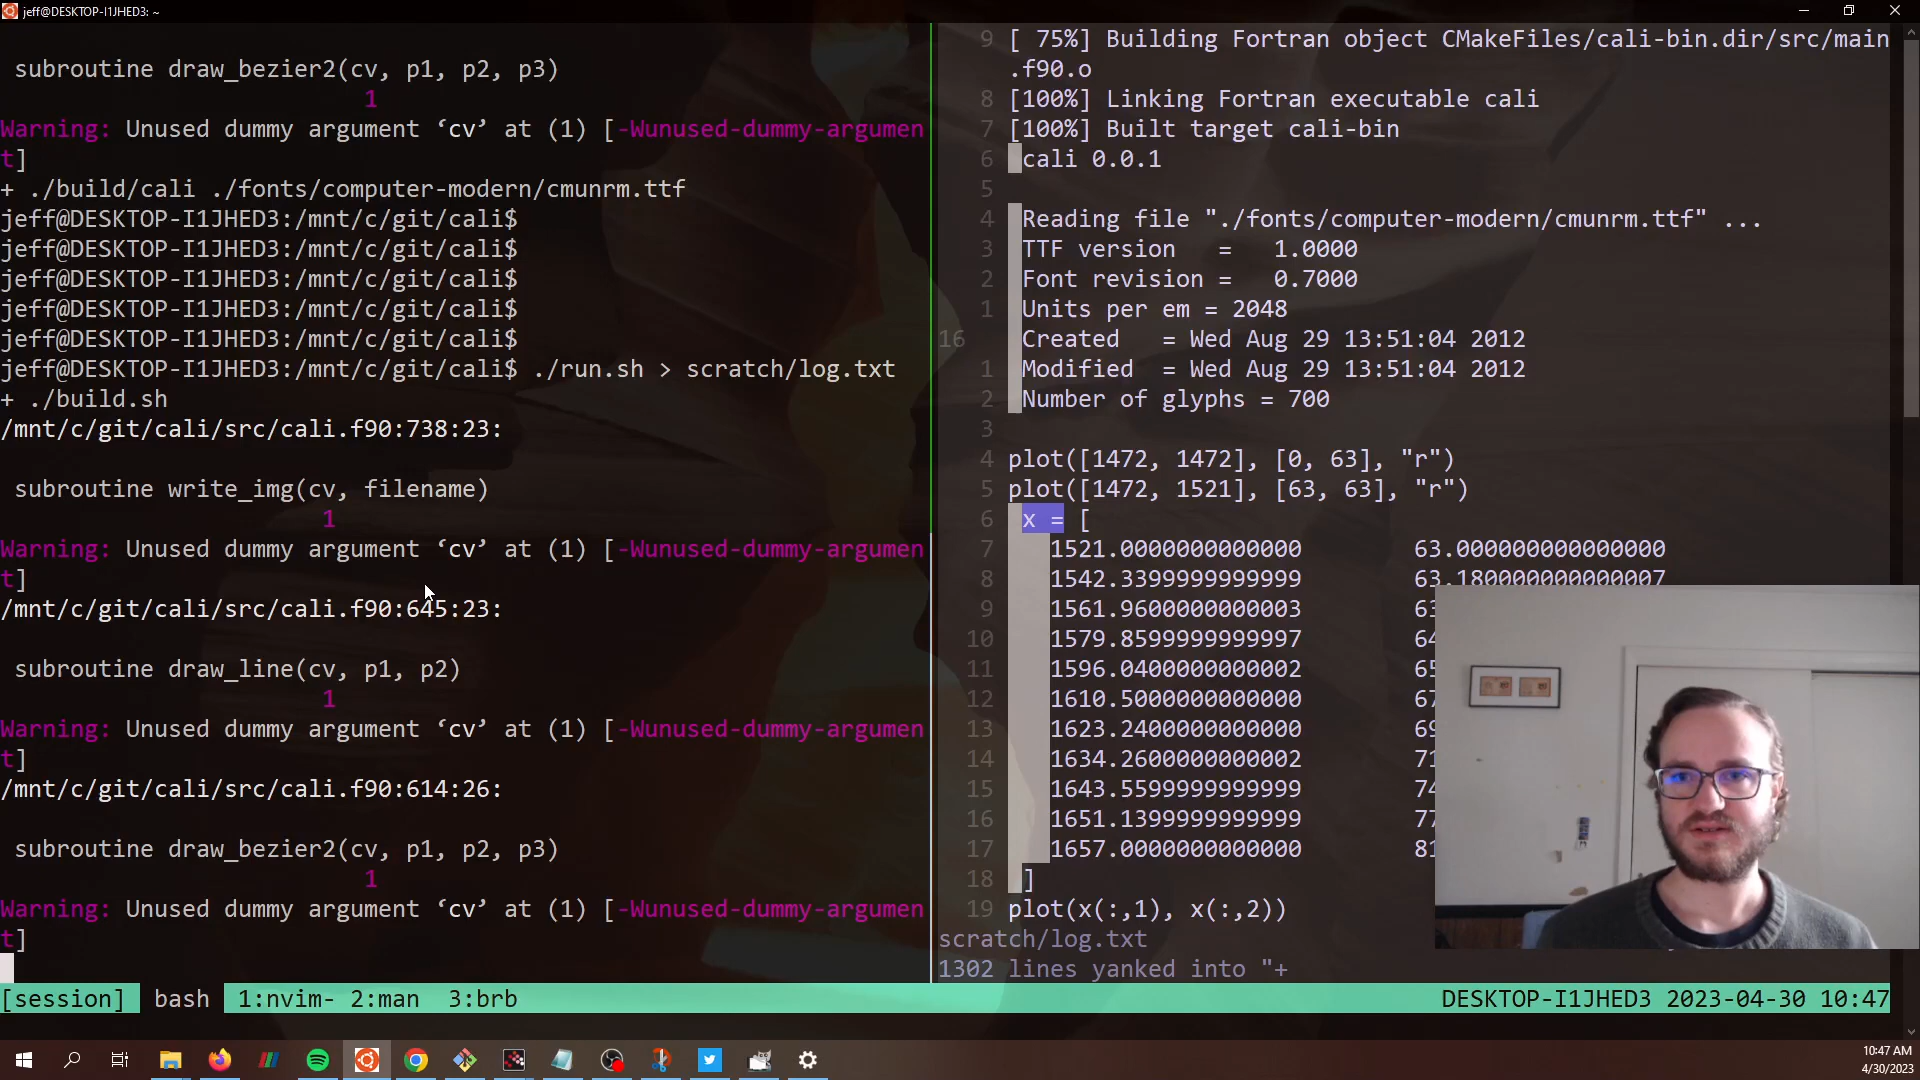 jeff@DESKTOP-I1JHED3: ~
subroutine draw_bezier2(cv, p1, p2, p3)
1
Warning: Unused dummy argument ‘cv’ at (1) [-Wunused-dummy-argumen
t]
+ ./build/cali ./fonts/computer-modern/cmunrm.ttf
jeff@DESKTOP-I1JHED3:/mnt/c/git/cali$
jeff@DESKTOP-I1JHED3:/mnt/c/git/cali$
jeff@DESKTOP-I1JHED3:/mnt/c/git/cali$
jeff@DESKTOP-I1JHED3:/mnt/c/git/cali$
jeff@DESKTOP-I1JHED3:/mnt/c/git/cali$
jeff@DESKTOP-I1JHED3:/mnt/c/git/cali$ ./run.sh > scratch/log.txt
+ ./build.sh
/mnt/c/git/cali/src/cali.f90:738:23:
subroutine write_img(cv, filename)
1
Warning: Unused dummy argument ‘cv’ at (1) [-Wunused-dummy-argumen
t]
/mnt/c/git/cali/src/cali.f90:645:23:
subroutine draw_line(cv, p1, p2)
1
Warning: Unused dummy argument ‘cv’ at (1) [-Wunused-dummy-argumen
t]
/mnt/c/git/cali/src/cali.f90:614:26:
subroutine draw_bezier2(cv, p1, p2, p3)
1
Warning: Unused dummy argument ‘cv’ at (1) [-Wunused-dummy-argumen
t]
9 [ 75%] Building Fortran object CMakeFiles/cali-bin.dir/src/main
.f90.o
8 [100%] Linking Fortran executable cali
7 [100%] Built target cali-bin
6 cali 0.0.1
5
4 Reading file "./fonts/computer-modern/cmunrm.ttf" ...
3 TTF version = 1.0000
2 Font revision = 0.7000
1 Units per em = 2048
16 Created = Wed Aug 29 13:51:04 2012
1 Modified = Wed Aug 29 13:51:04 2012
2 Number of glyphs = 700
3
4 plot([1472, 1472], [0, 63], "r")
5 plot([1472, 1521], [63, 63], "r")
6 x = [
7 1521.0000000000000 63.000000000000000
8 1542.3399999999999 63.180000000000007
9 1561.9600000000003 63
10 1579.8599999999997 64
11 1596.0400000000002 65
12 1610.5000000000000 67
13 1623.2400000000000 69
14 1634.2600000000002 71
15 1643.5599999999999 74
16 1651.1399999999999 77
17 1657.0000000000000 81
18 ]
19 plot(x(:,1), x(:,2))
scratch/log.txt
1302 lines yanked into "+
[session] bash 1:nvim- 2:man 3:brb DESKTOP-I1JHED3 2023-04-30 10:47
10:47 AM
4/30/2023